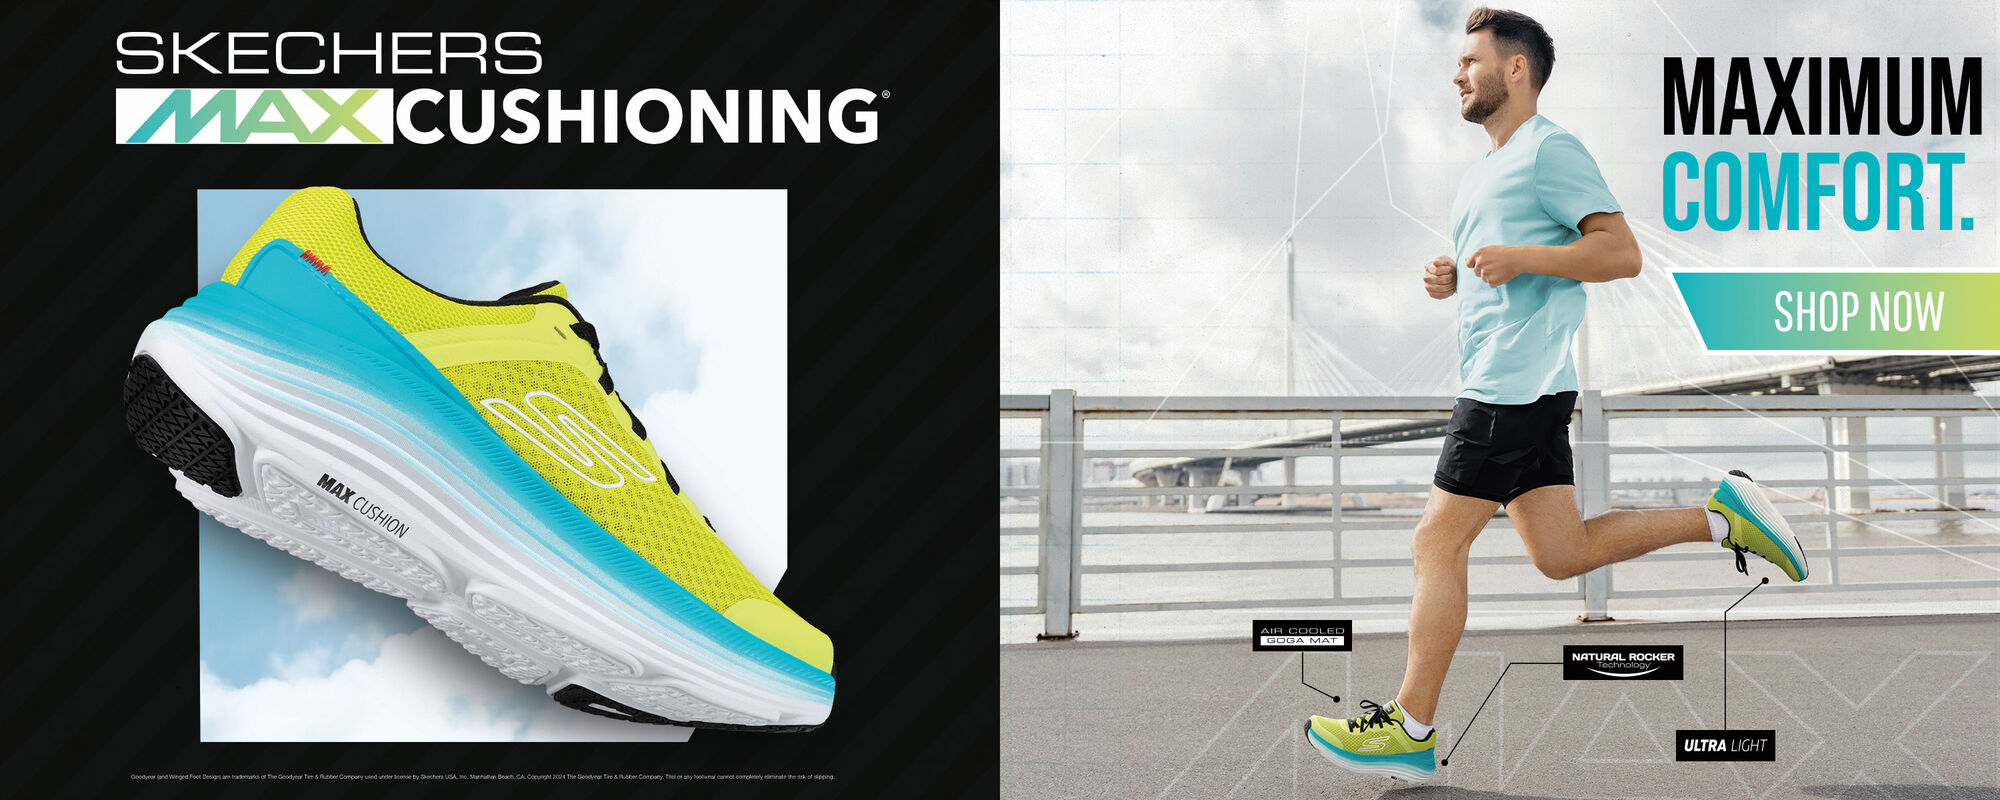 SKECHERS
MAX CUSHIONING®
MAX CUSHION
Goodyear (and Winged Foot Design) are trademarks of The Goodyear Tire & Rubber Company used under license by Skechers USA, Inc. Manhattan Beach, CA. Copyright 2024 The Goodyear Tire & Rubber Company. This or any footwear cannot completely eliminate the risk of slipping.
MAXIMUM
COMFORT.
SHOP NOW
AIR COOLED
GOGA MAT
NATURAL ROCKER
Technology
ULTRA LIGHT
MAX